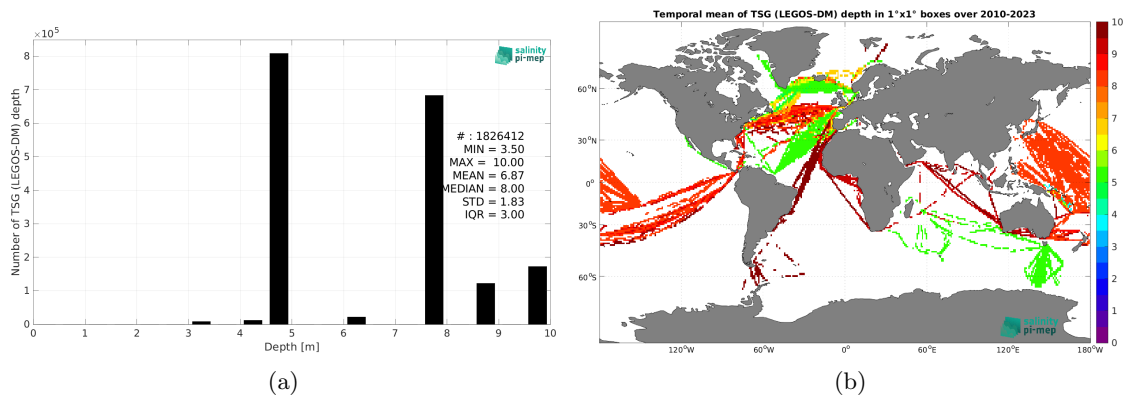 ×10⁵
8
7
6
5
4
3
2
1
0
Number of TSG (LEGOS-DM) depth
salinity
pi-mep
# : 1826412
MIN = 3.50
MAX = 10.00
MEAN = 6.87
MEDIAN = 8.00
STD = 1.83
IQR = 3.00
0 1 2 3 4 5 6 7 8 9 10
Depth [m]
(a)
Temporal mean of TSG (LEGOS-DM) depth in 1°x1° boxes over 2010-2023
60°N
30°N
0°
30°S
60°S
120°W 60°W 0° 60°E 120°E 180°W
salinity
pi-mep
10
9
8
7
6
5
4
3
2
1
0
(b)